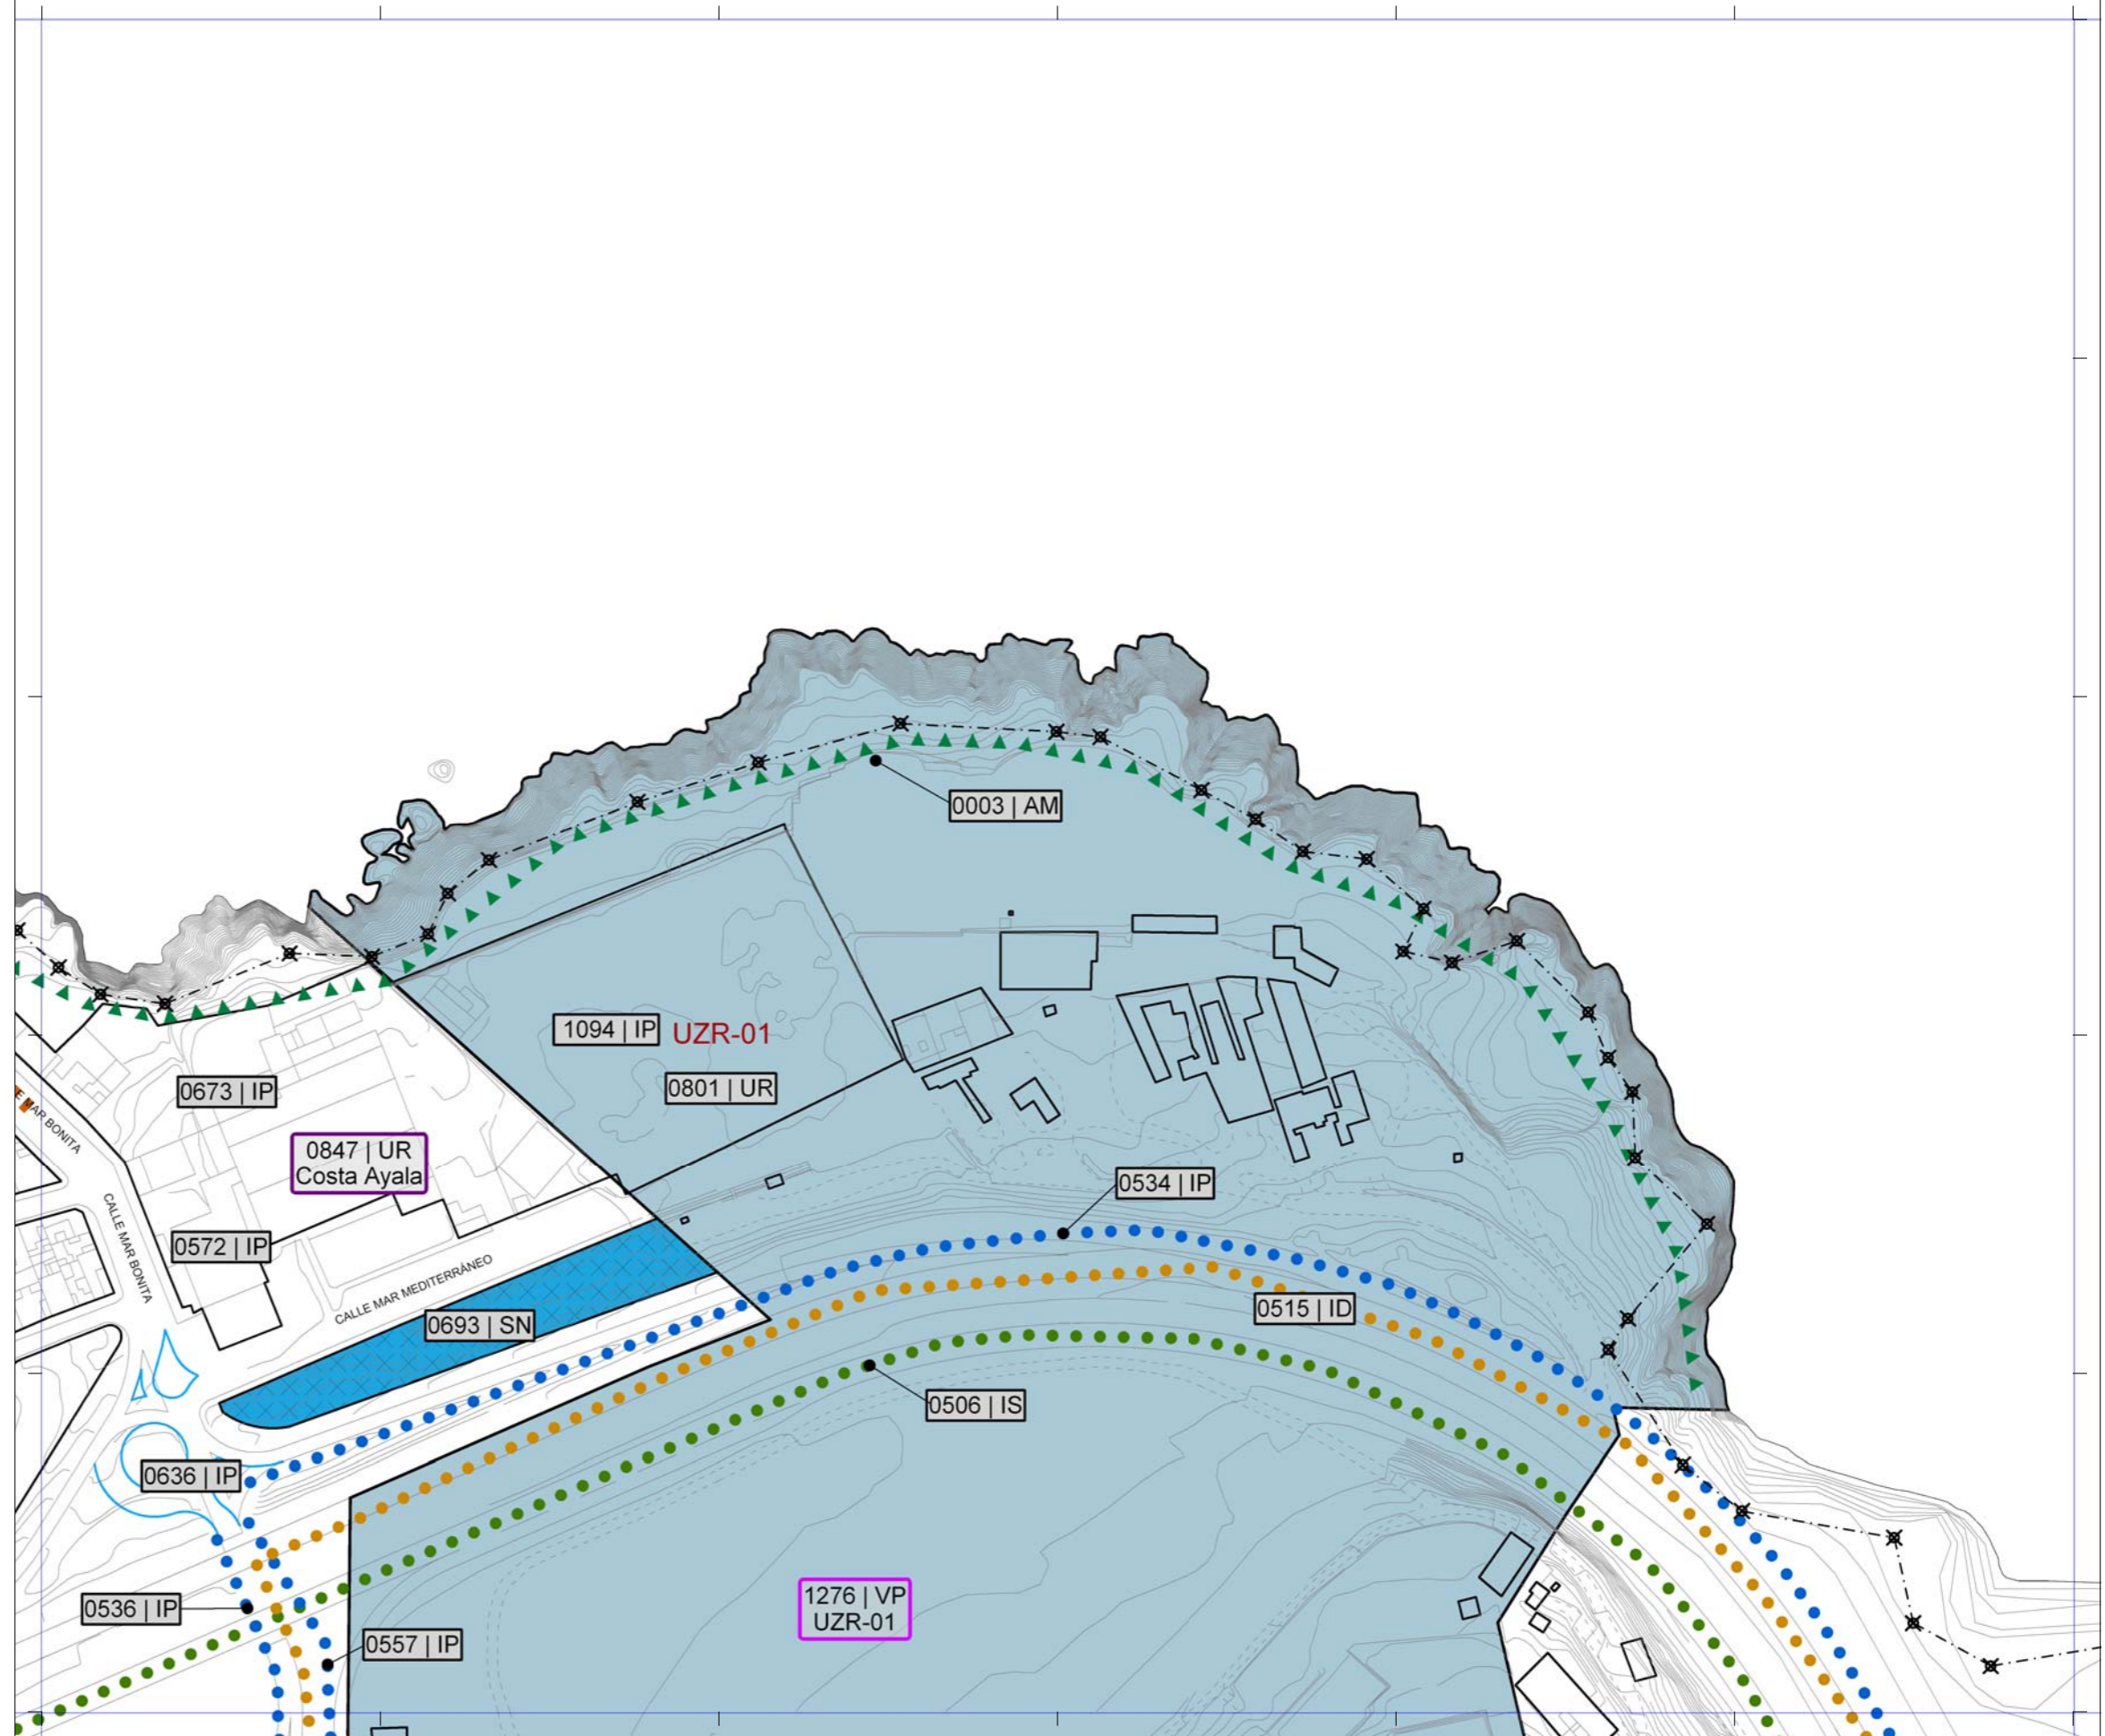 0003 | AM
1094 | IP
UZR-01
0801 | UR
0673 | IP
E MAR BONITA
0847 | UR
Costa Ayala
0534 | IP
CALLE MAR BONITA
0572 | IP
CALLE MAR MEDITERRÁNEO
0515 | ID
0693 | SN
0506 | IS
0636 | IP
0536 | IP
1276 | VP
UZR-01
0557 | IP